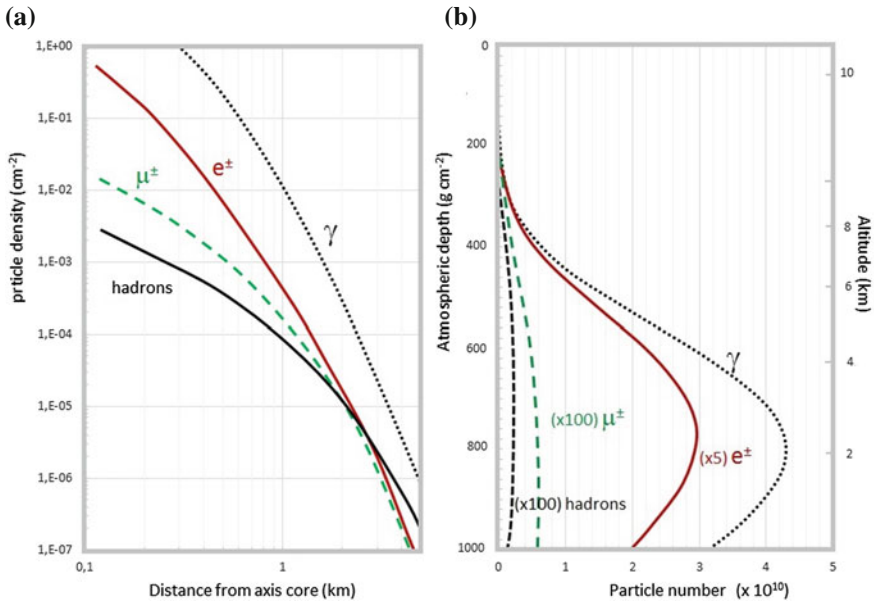 (a)
prticle density (cm⁻²)
1,E+00
1,E-01
1,E-02
1,E-03
1,E-04
1,E-05
1,E-06
1,E-07
0,1
1
Distance from axis core (km)
e±
μ±
γ
hadrons
(b)
Atmospheric depth (g cm⁻²)
0
200
400
600
800
1000
Altitude (km)
10
8
6
4
2
γ
(x100) μ±
(x5) e±
(x100) hadrons
0
1
2
3
4
5
Particle number (x 10¹⁰)